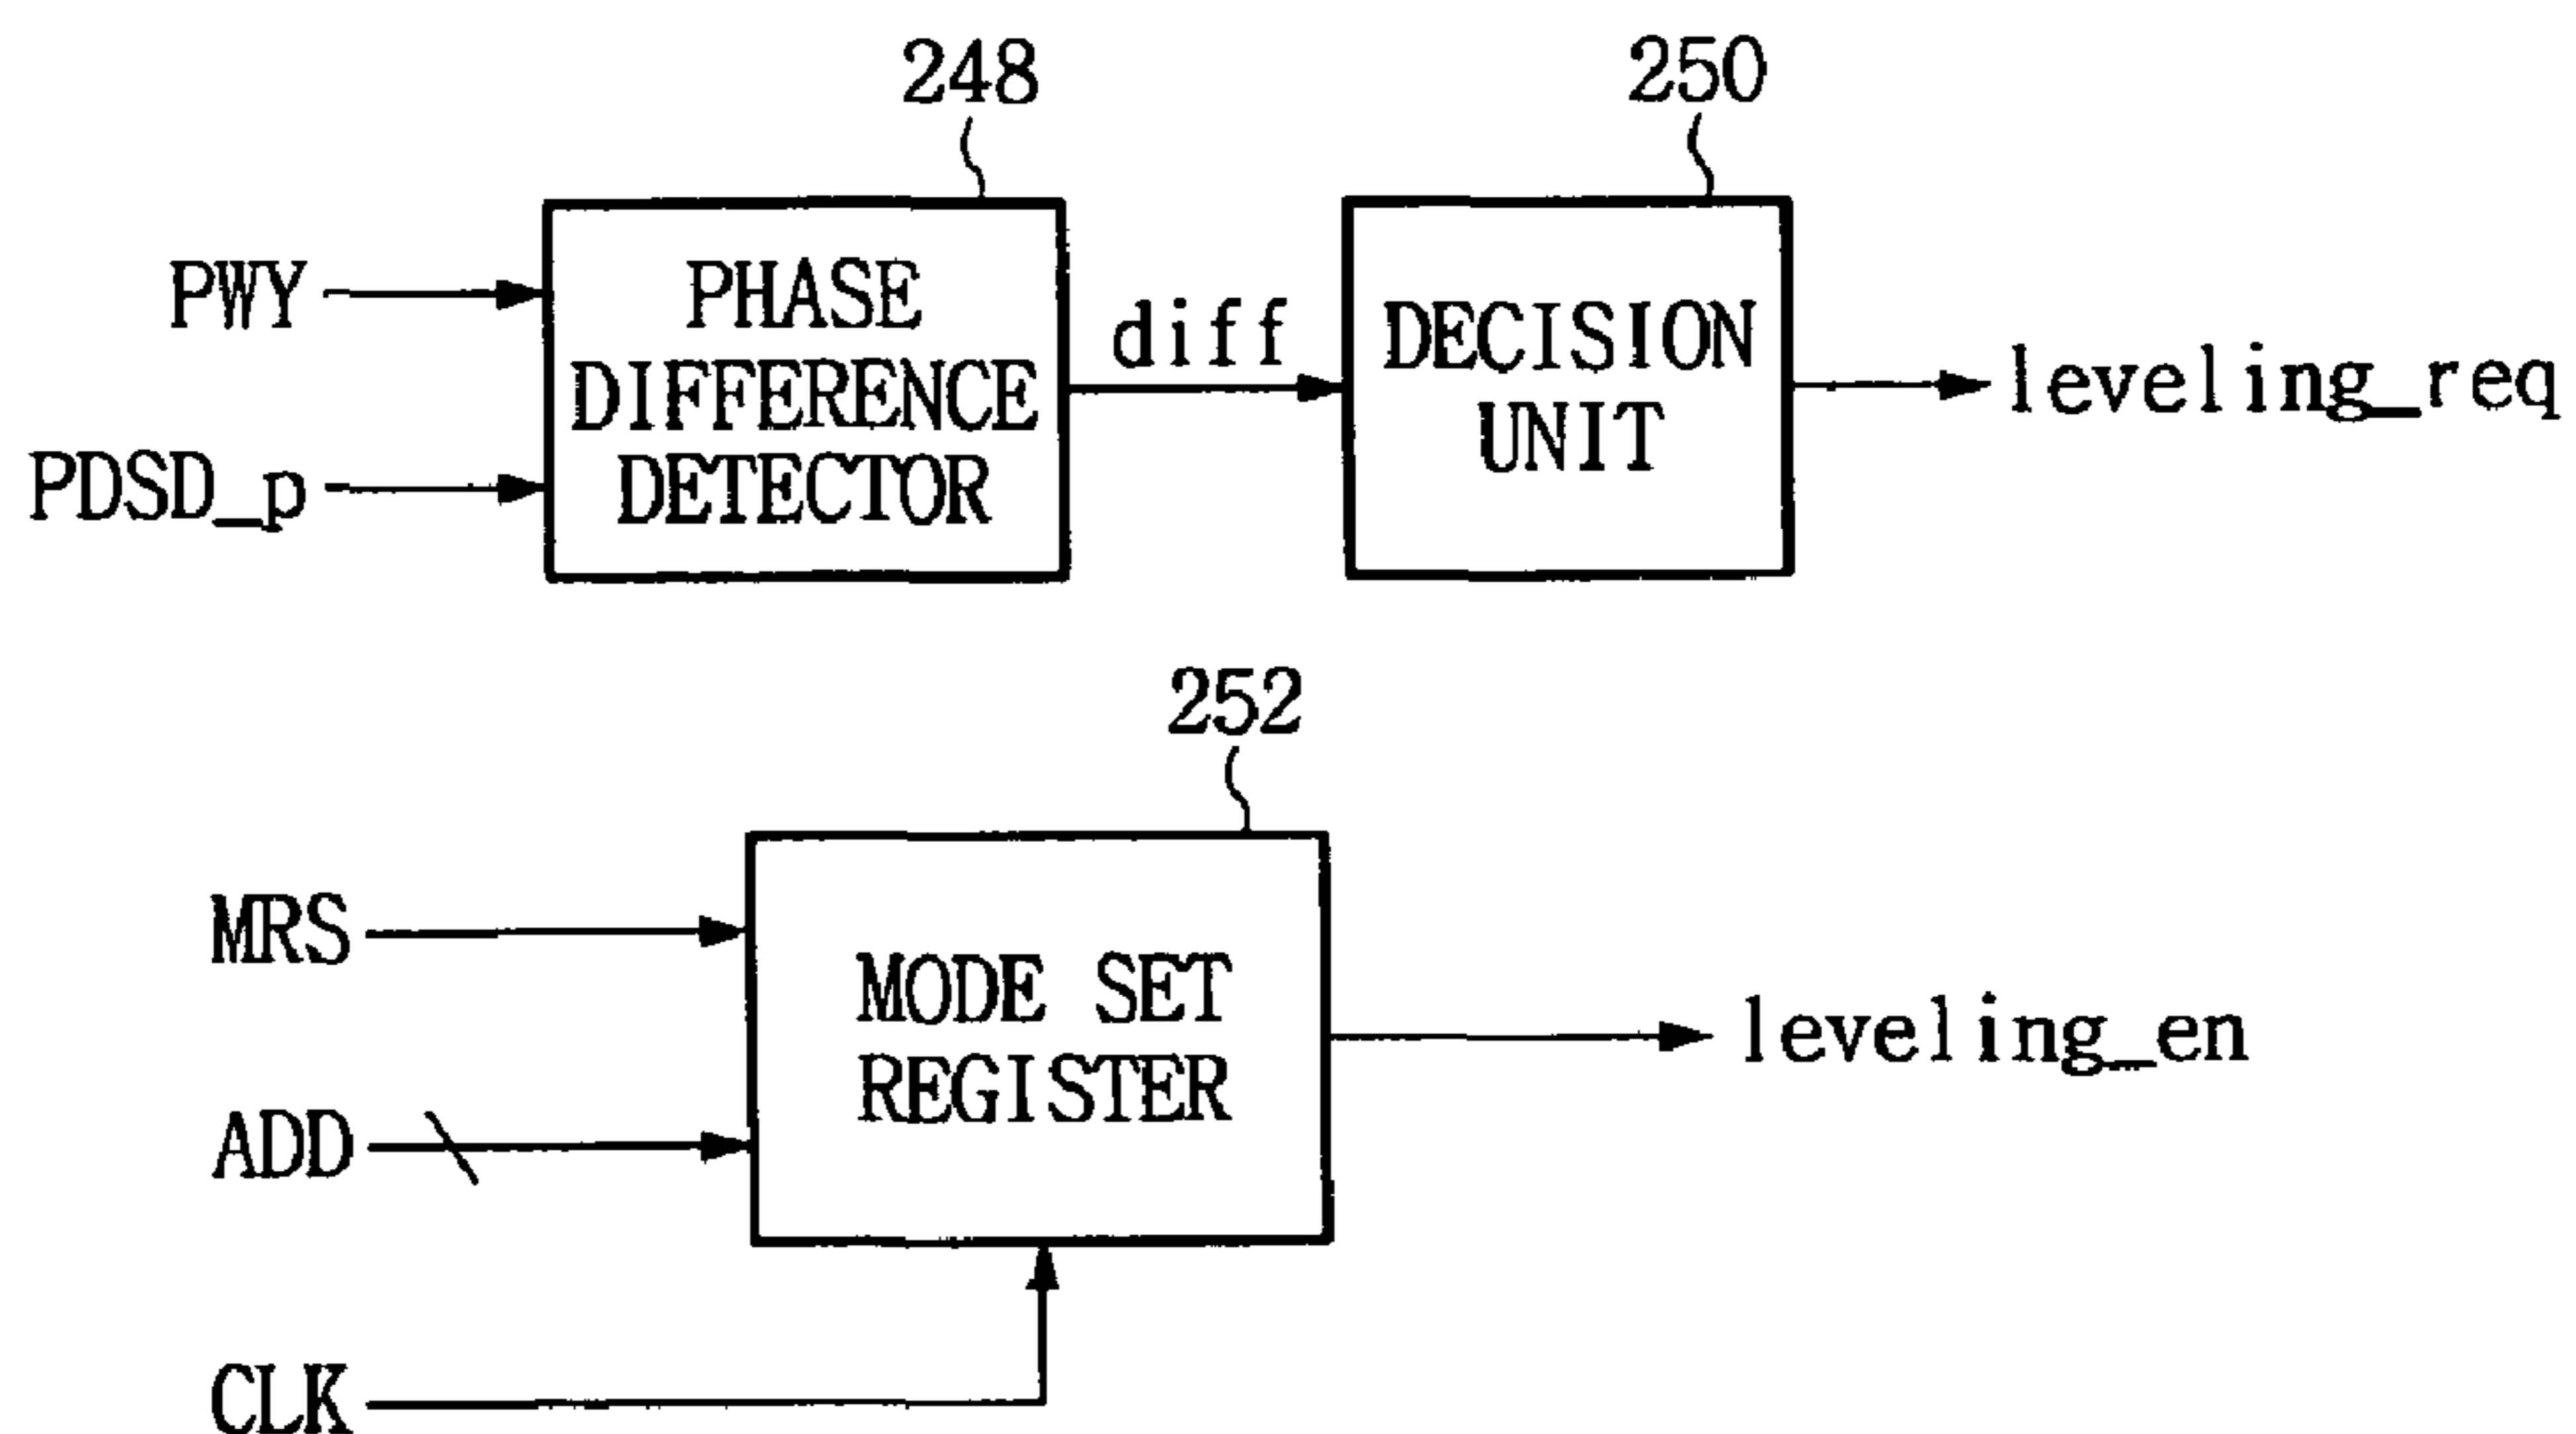 248
250
PWY
PDSD_p
PHASE
DIFFERENCE
DETECTOR
diff
DECISION
UNIT
leveling_req
252
MRS
ADD
CLK
MODE SET
REGISTER
leveling_en